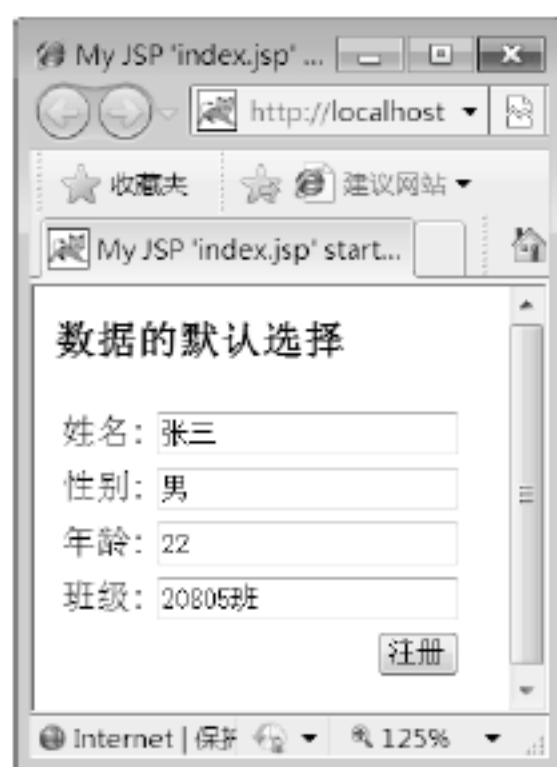 My JSP 'index.jsp' ...
http://localhost
收藏夹 建议网站
My JSP 'index.jsp' start...
数据的默认选择
姓名: 张三
性别: 男
年龄: 22
班级: 20805班
注册
Internet | 保护 125%